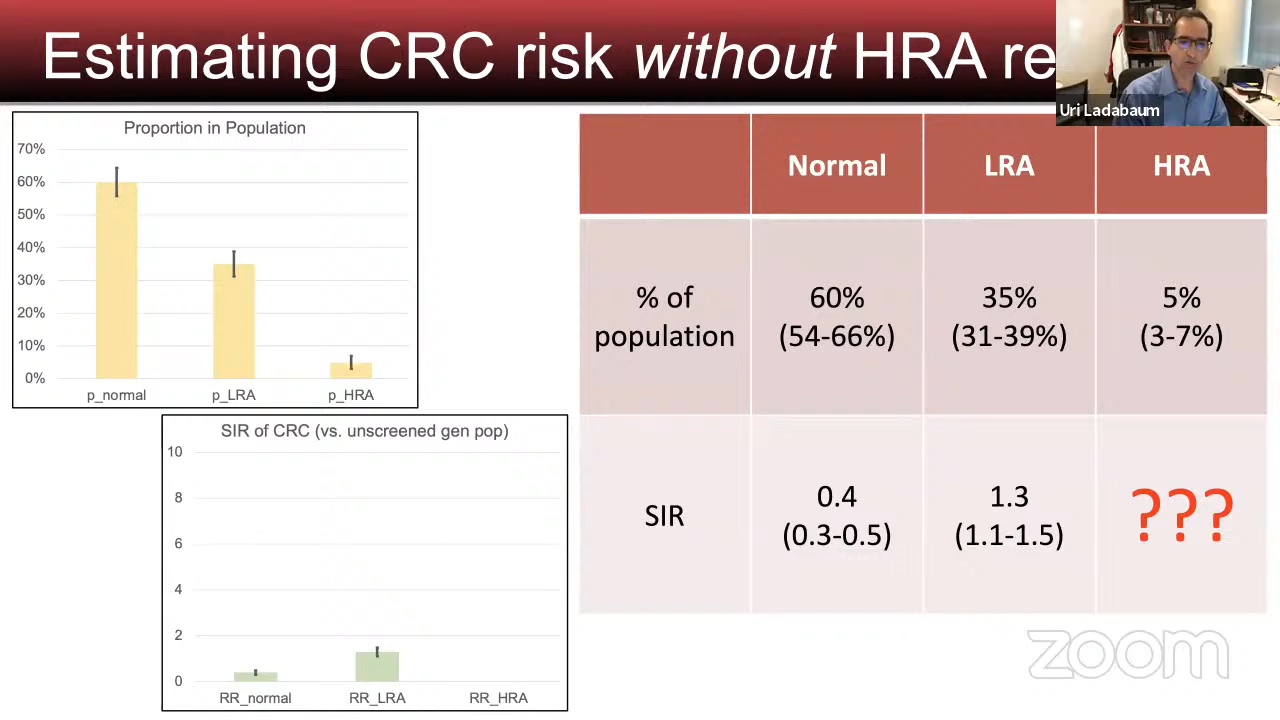 Estimating CRC risk without HRA re
Uri Ladabaum
Proportion in Population
70%
60%
50%
40%
30%
20%
10%
0%
p_normal p_LRA p_HRA
SIR of CRC (vs. unscreened gen pop)
10
8
6
4
2
0
RR_normal RR_LRA RR_HRA
Normal LRA HRA
% of population 60% (54-66%) 35% (31-39%) 5% (3-7%)
SIR 0.4 (0.3-0.5) 1.3 (1.1-1.5) ???
zoom